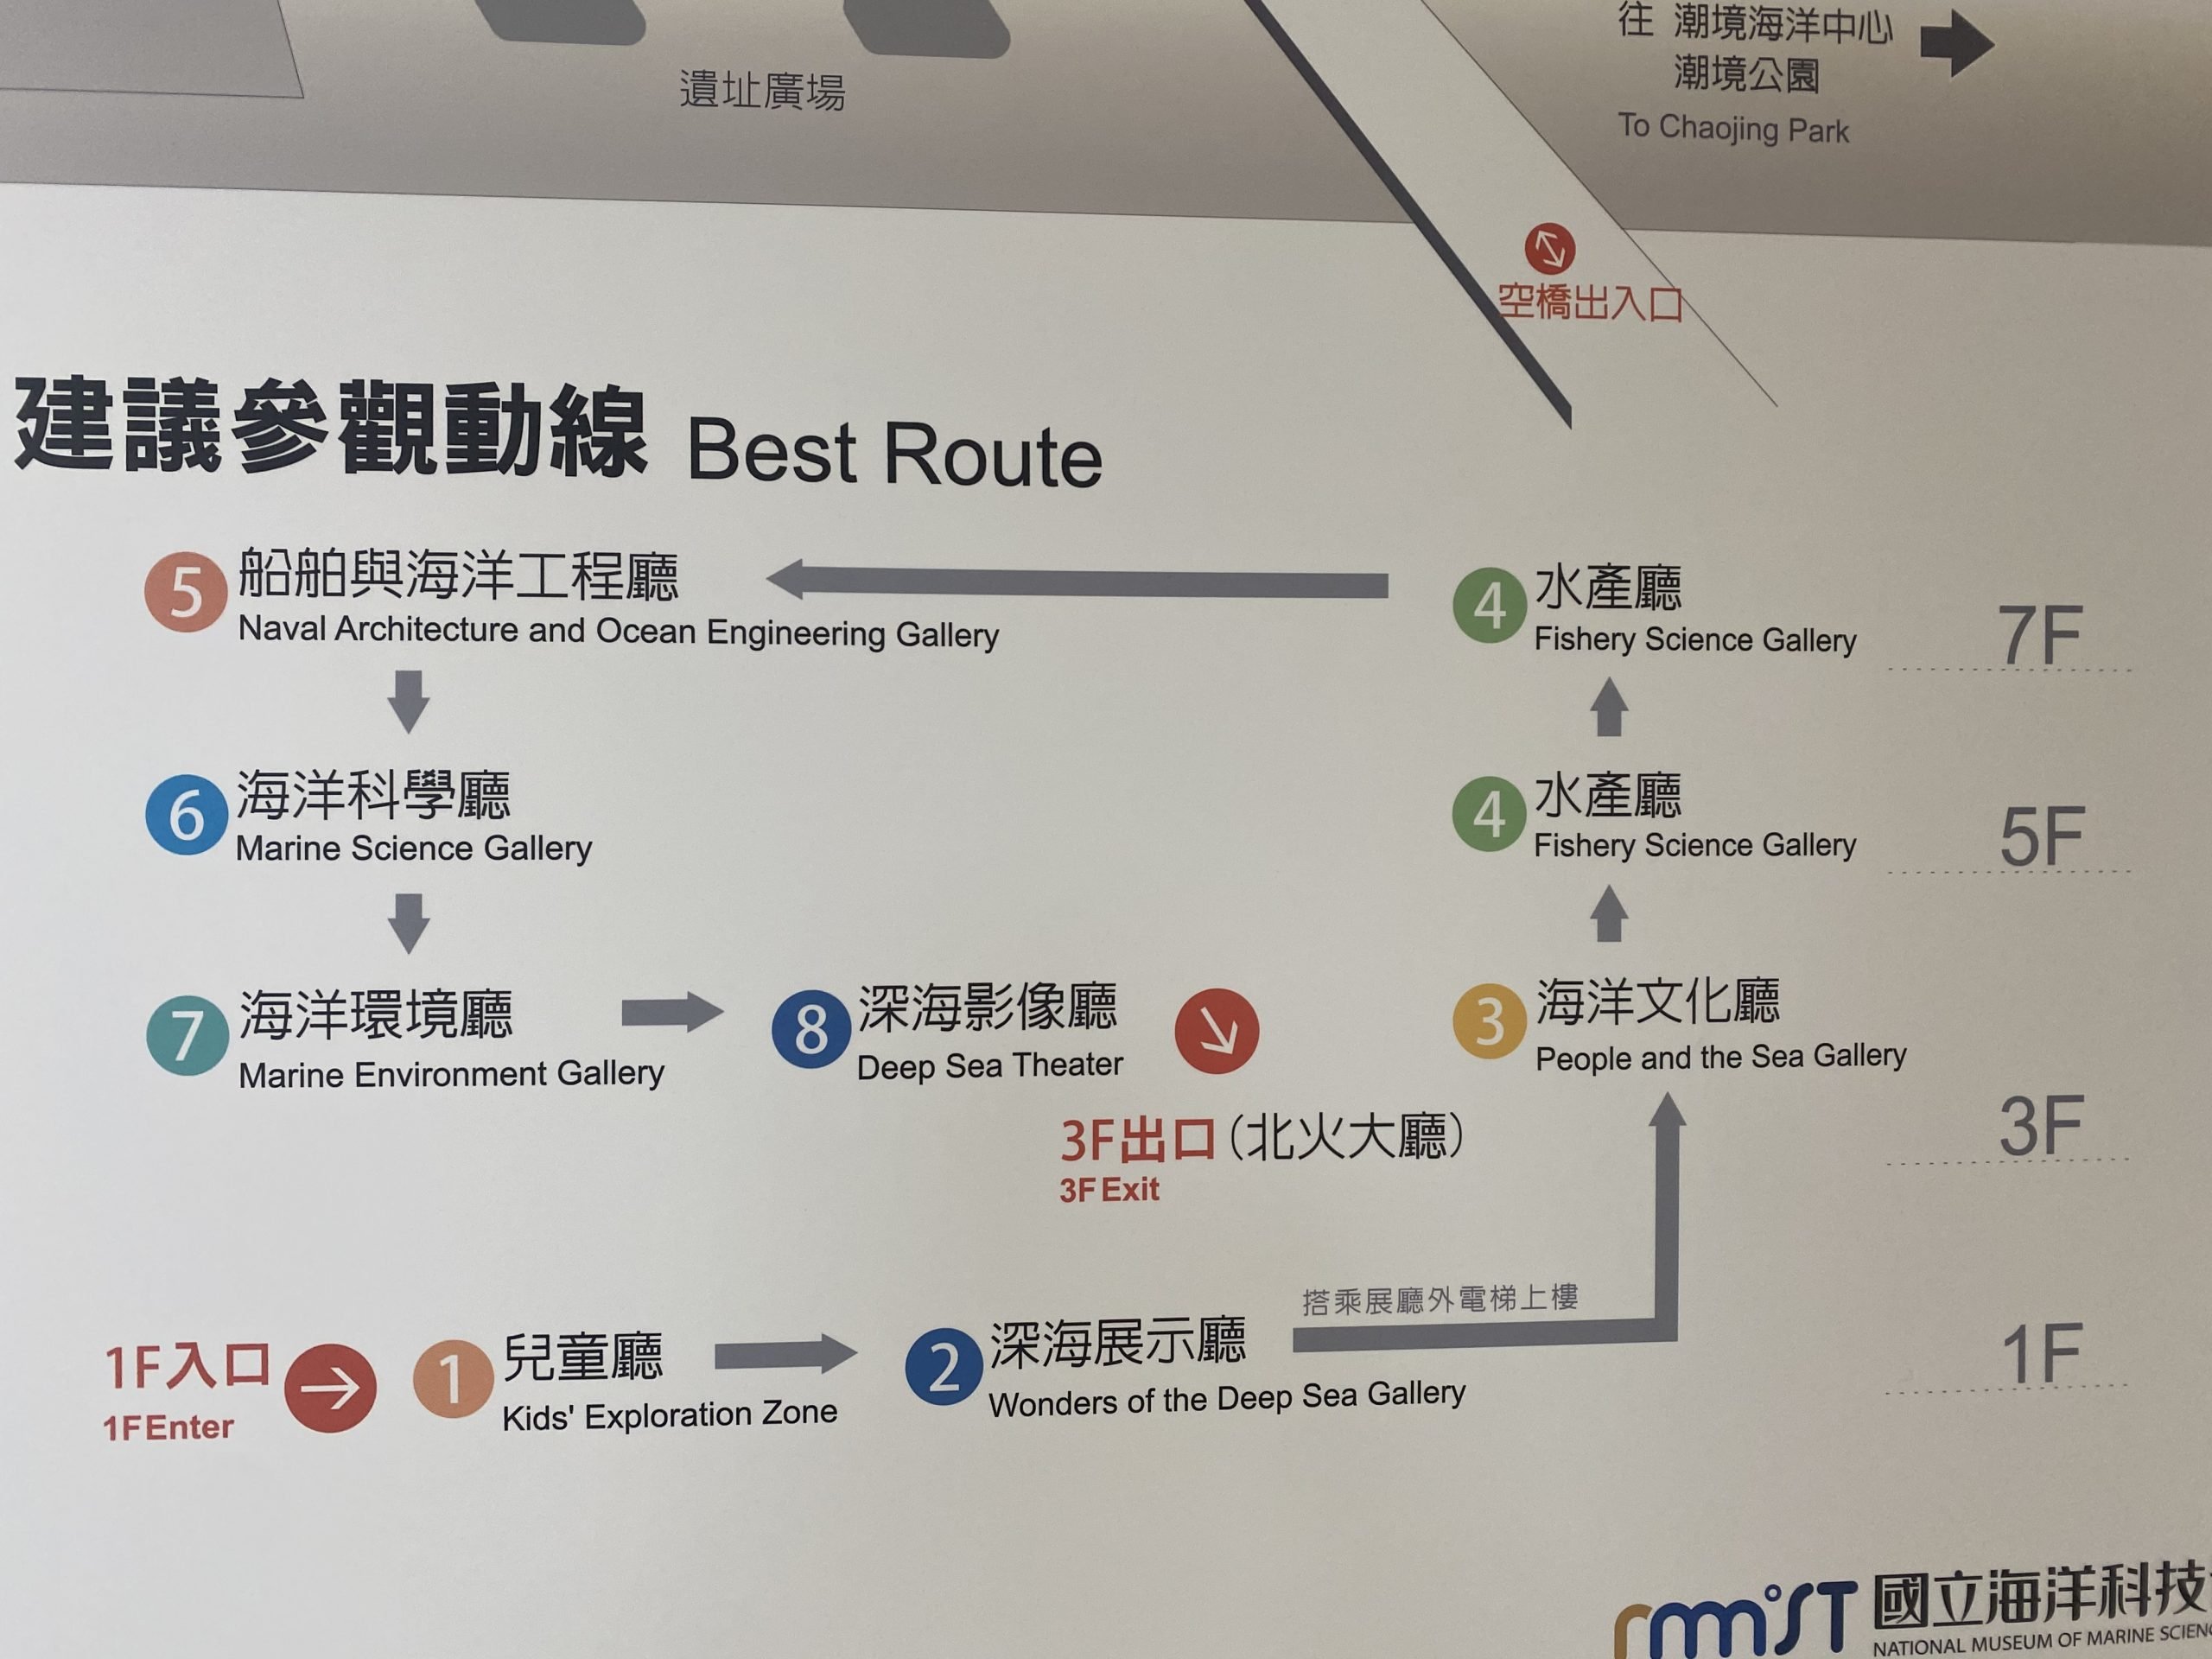 遺址廣場
往 潮境海洋中心
潮境公園
To Chaojing Park
空橋出入口
建議參觀動線 Best Route
5 船舶與海洋工程廳
Naval Architecture and Ocean Engineering Gallery
4 水產廳
Fishery Science Gallery
7F
6 海洋科學廳
Marine Science Gallery
4 水產廳
Fishery Science Gallery
5F
7 海洋環境廳
Marine Environment Gallery
8 深海影像廳
Deep Sea Theater
3F出口(北火大廳)
3F Exit
3 海洋文化廳
People and the Sea Gallery
3F
1F入口
1F Enter
1 兒童廳
Kids' Exploration Zone
2 深海展示廳
Wonders of the Deep Sea Gallery
搭乘展廳外電梯上樓
1F
nmmst 國立海洋科技
NATIONAL MUSEUM OF MARINE